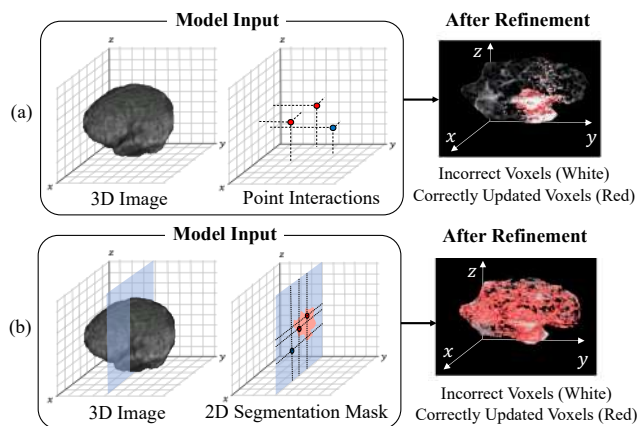 Model Input
After Refinement
(a)
z
x
y
3D Image
z
x
y
Point Interactions
z
x
y
Incorrect Voxels (White)
Correctly Updated Voxels (Red)
Model Input
After Refinement
(b)
z
x
y
3D Image
z
x
y
2D Segmentation Mask
z
x
y
Incorrect Voxels (White)
Correctly Updated Voxels (Red)